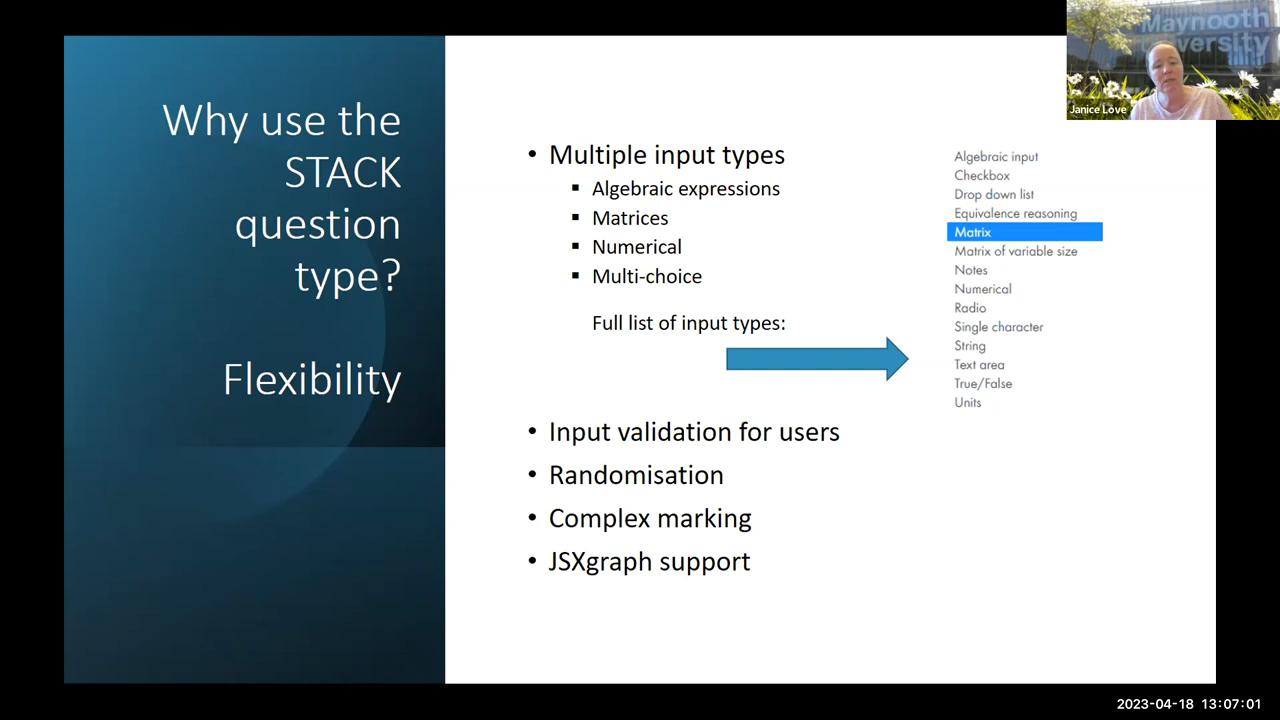 Why use the
STACK
question
type?
Flexibility
• Multiple input types
▪ Algebraic expressions
▪ Matrices
▪ Numerical
▪ Multi-choice
Full list of input types:
• Input validation for users
• Randomisation
• Complex marking
• JSXgraph support
Algebraic input
Checkbox
Drop down list
Equivalence reasoning
Matrix
Matrix of variable size
Notes
Numerical
Radio
Single character
String
Text area
True/False
Units
Maynooth
University
Janice Love
2023-04-18 13:07:01